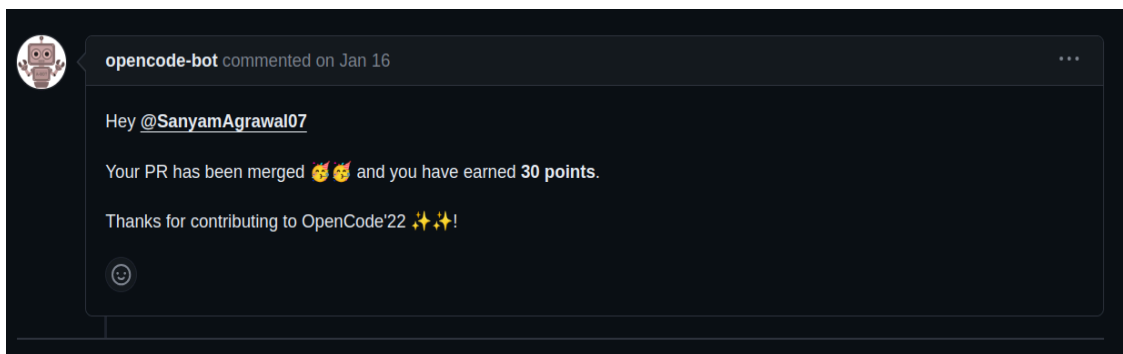 opencode-bot commented on Jan 16
Hey @SanyamAgrawal07
Your PR has been merged 🥳🥳 and you have earned 30 points.
Thanks for contributing to OpenCode'22 ✨✨!